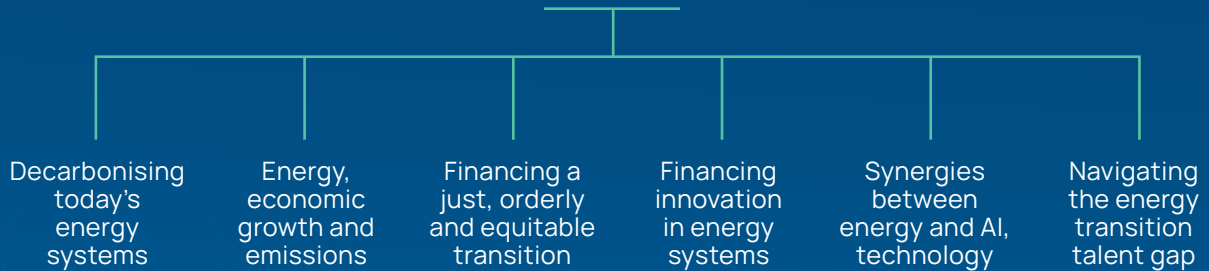 Decarbonising
today's
energy
systems
Energy,
economic
growth and
emissions
Financing a
just, orderly
and equitable
transition
Financing
innovation
in energy
systems
Synergies
between
energy and AI,
technology
Navigating
the energy
transition
talent gap